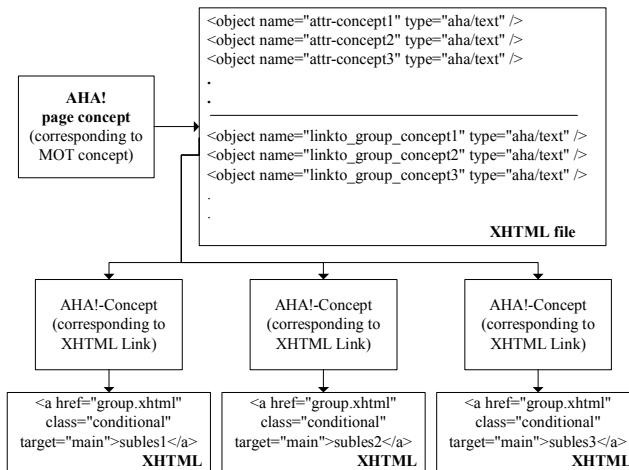 <object name="attr-concept1" type="aha/text" />
<object name="attr-concept2" type="aha/text" />
<object name="attr-concept3" type="aha/text" />
.
.
AHA!
page concept
(corresponding to
MOT concept)
<object name="linkto_group_concept1" type="aha/text" />
<object name="linkto_group_concept2" type="aha/text" />
<object name="linkto_group_concept3" type="aha/text" />
.
.
XHTML file
AHA!-Concept
(corresponding to
XHTML Link)
AHA!-Concept
(corresponding to
XHTML Link)
AHA!-Concept
(corresponding to
XHTML Link)
<a href="group.xhtml"
class="conditional"
target="main">subles1</a>
XHTML
<a href="group.xhtml"
class="conditional"
target="main">subles2</a>
XHTML
<a href="group.xhtml"
class="conditional"
target="main">subles3</a>
XHTML